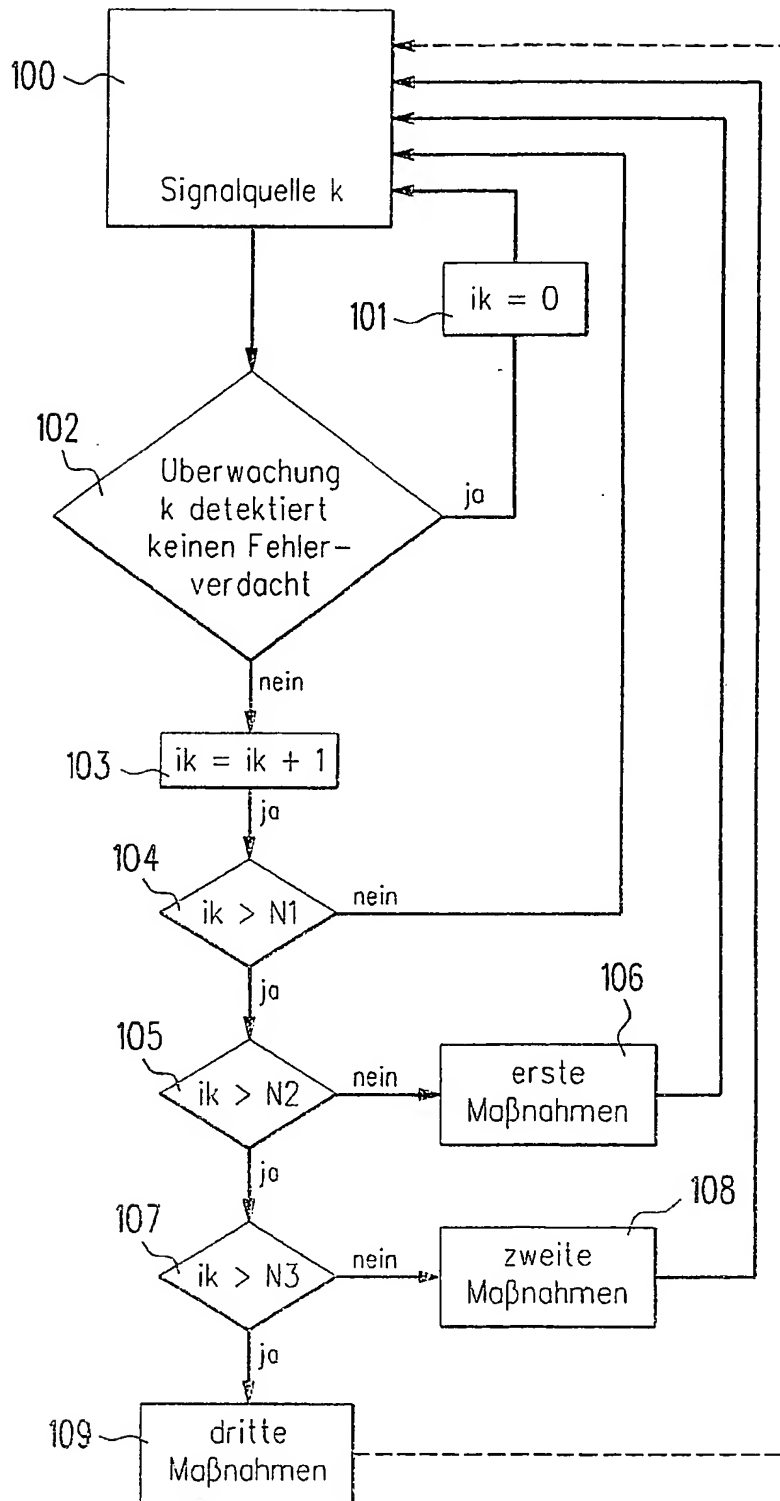 100
Signalquelle k
101
ik = 0
102
Uberwachung
k detektiert
keinen Fehler-
verdacht
ja
nein
103
ik = ik + 1
ja
104
ik > N1
nein
ja
105
ik > N2
nein
106
erste
Maßnahmen
ja
107
ik > N3
nein
108
zweite
Maßnahmen
ja
109
dritte
Maßnahmen